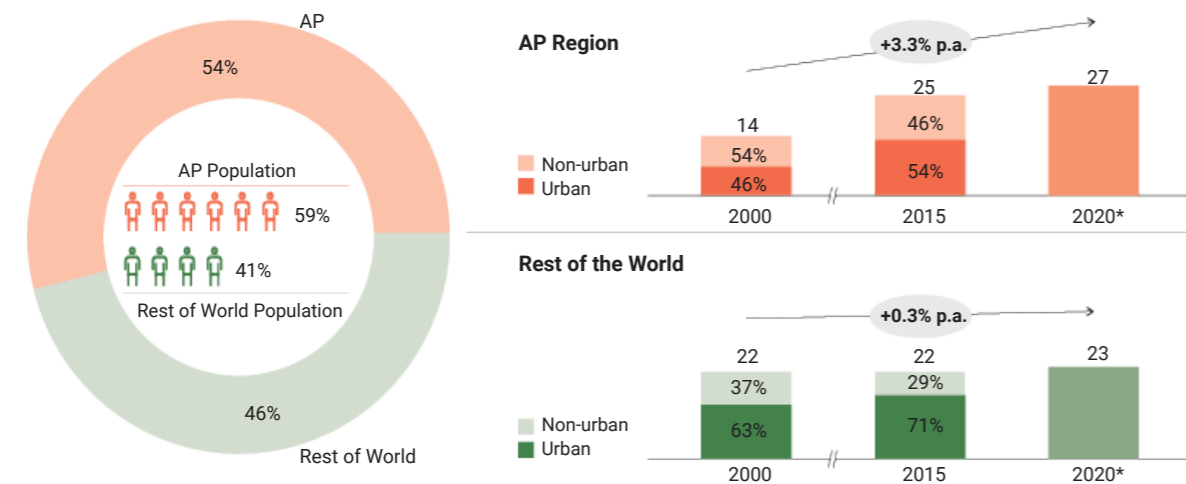 AP
54%
AP Population
59%
41%
Rest of World Population
46%
Rest of World
AP Region
+3.3% p.a.
Non-urban
Urban
14
54%
46%
25
46%
54%
27
2000
2015
2020*
Rest of the World
+0.3% p.a.
Non-urban
Urban
22
37%
63%
22
29%
71%
23
2000
2015
2020*